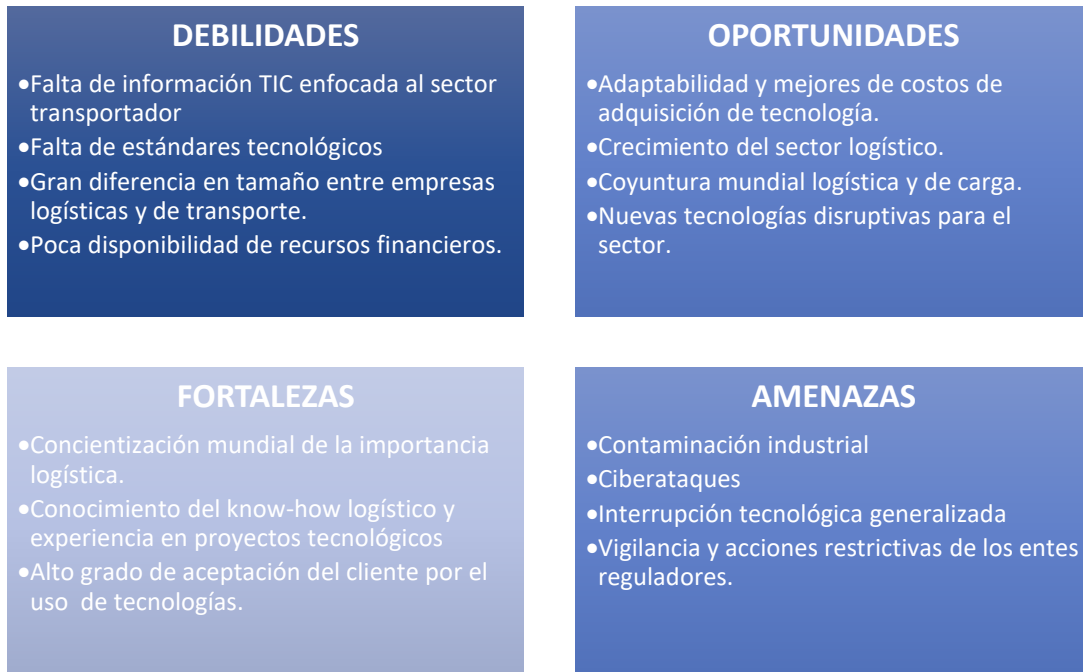 DEBILIDADES
•Falta de información TIC enfocada al sector
transportador
•Falta de estándares tecnológicos
•Gran diferencia en tamaño entre empresas
logísticas y de transporte.
•Poca disponibilidad de recursos financieros.
OPORTUNIDADES
•Adaptabilidad y mejores de costos de
adquisición de tecnología.
•Crecimiento del sector logístico.
•Coyuntura mundial logística y de carga.
•Nuevas tecnologías disruptivas para el
sector.
FORTALEZAS
•Concientización mundial de la importancia
logística.
•Conocimiento del know-how logístico y
experiencia en proyectos tecnológicos
•Alto grado de aceptación del cliente por el
uso de tecnologías.
AMENAZAS
•Contaminación industrial
•Ciberataques
•Interrupción tecnológica generalizada
•Vigilancia y acciones restrictivas de los entes
reguladores.